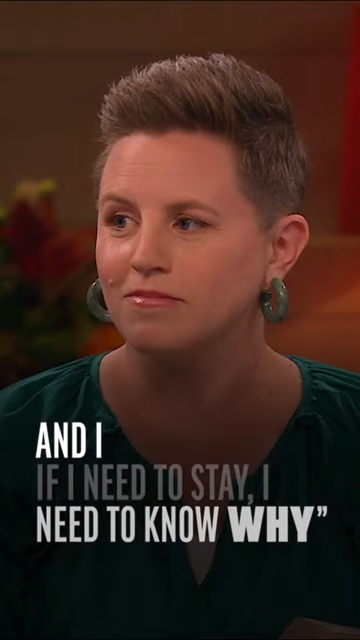 AND I
IF I NEED TO STAY, I
NEED TO KNOW WHY”